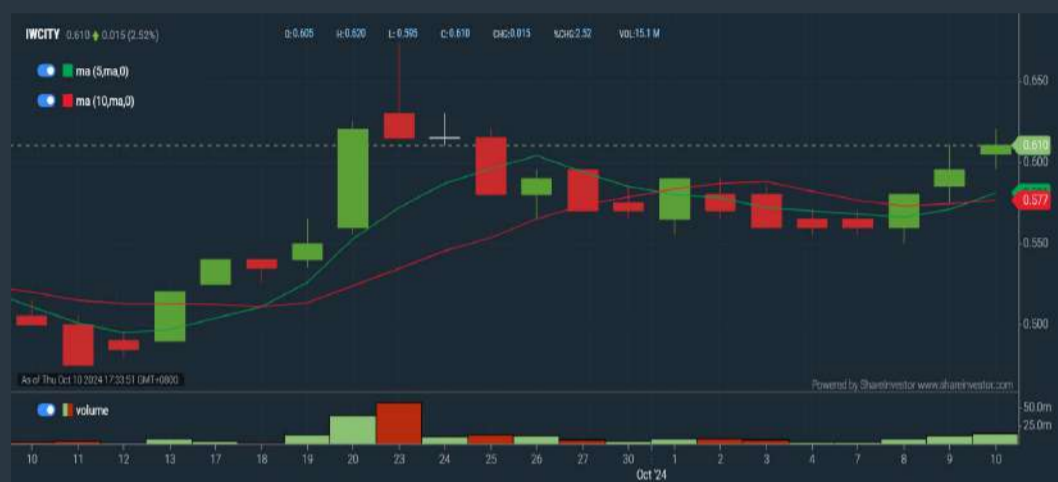 IWCITY 0.610 0.015 (2.52%) O:0.605 H:0.620 L:0.595 C:0.610 CHG:0.015 %CHG:2.52 VOL:15.1 M
ma (5,ma,0)
ma (10,ma,0)
0.650
0.610
0.600
0.577
0.550
0.500
As of Thu Oct 10 2024 17:33:51 GMT+0800
Powered by ShareInvestor www.shareinvestor.com
volume
50.0m
25.0m
10 11 12 13 17 18 19 20 23 24 25 26 27 30 1 2 3 4 7 8 9 10
Oct '24